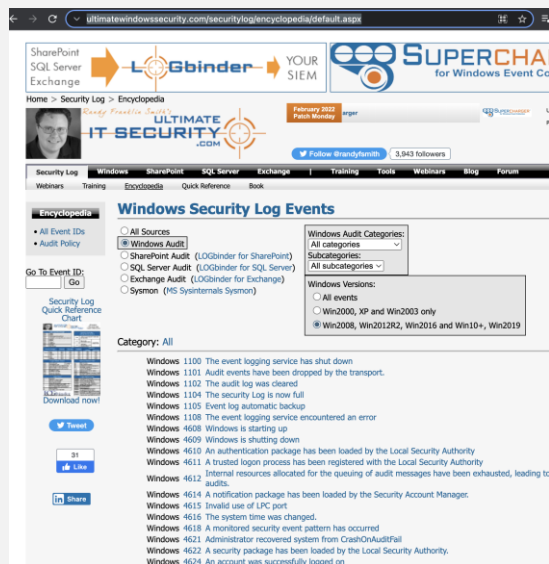 ultimatewindowssecurity.com/securitylog/encyclopedia/default.aspx
SharePoint
SQL Server
Exchange
LOGbinder
YOUR
SIEM
SUPERCHA
for Windows Event Co
Home > Security Log > Encyclopedia
Randy Franklin Smith's
ULTIMATE
IT SECURITY
.COM
February 2022
Patch Monday
arger
Follow @randyfsmith
3,943 followers
Security Log Windows SharePoint SQL Server Exchange | Training Tools Webinars Blog Forum
Webinars Training Encyclopedia Quick Reference Book
Encyclopedia
• All Event IDs
• Audit Policy
Go To Event ID:
Go
Security Log
Quick Reference
Chart
Download now!
Tweet
31
Like
in Share
Windows Security Log Events
All Sources
Windows Audit
SharePoint Audit (LOGbinder for SharePoint)
SQL Server Audit (LOGbinder for SQL Server)
Exchange Audit (LOGbinder for Exchange)
Sysmon (MS Sysinternals Sysmon)
Windows Audit Categories:
All categories
Subcategories:
All subcategories
Windows Versions:
All events
Win2000, XP and Win2003 only
Win2008, Win2012R2, Win2016 and Win10+, Win2019
Category: All
Windows 1100 The event logging service has shut down
Windows 1101 Audit events have been dropped by the transport.
Windows 1102 The audit log was cleared
Windows 1104 The security Log is now full
Windows 1105 Event log automatic backup
Windows 1108 The event logging service encountered an error
Windows 4608 Windows is starting up
Windows 4609 Windows is shutting down
Windows 4610 An authentication package has been loaded by the Local Security Authority
Windows 4611 A trusted logon process has been registered with the Local Security Authority
Windows 4612 Internal resources allocated for the queuing of audit messages have been exhausted, leading to
audits.
Windows 4614 A notification package has been loaded by the Security Account Manager.
Windows 4615 Invalid use of LPC port
Windows 4616 The system time was changed.
Windows 4618 A monitored security event pattern has occurred
Windows 4621 Administrator recovered system from CrashOnAuditFail
Windows 4622 A security package has been loaded by the Local Security Authority.
Windows 4624 An account was successfully logged on